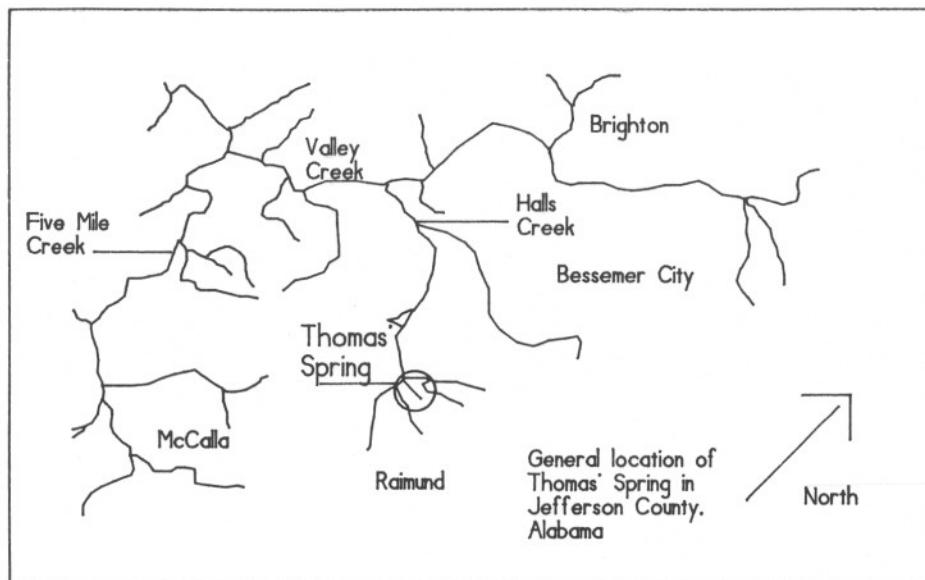 Brighton
Valley
Creek
Halls
Creek
Five Mile
Creek
Bessemer City
Thomas'
Spring
McCalla
Raimund
General location of
Thomas' Spring in
Jefferson County,
Alabama
North